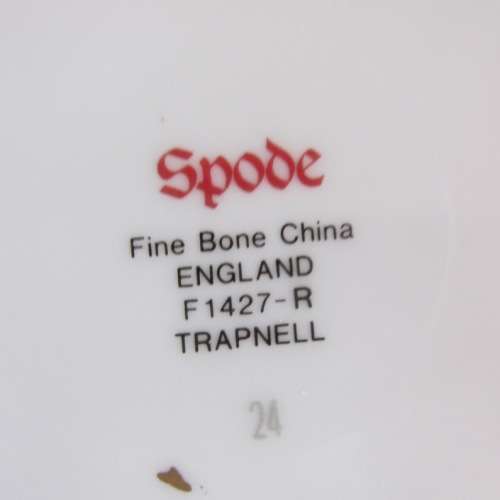 Spode
Fine Bone China
ENGLAND
F1427-R
TRAPNELL
24